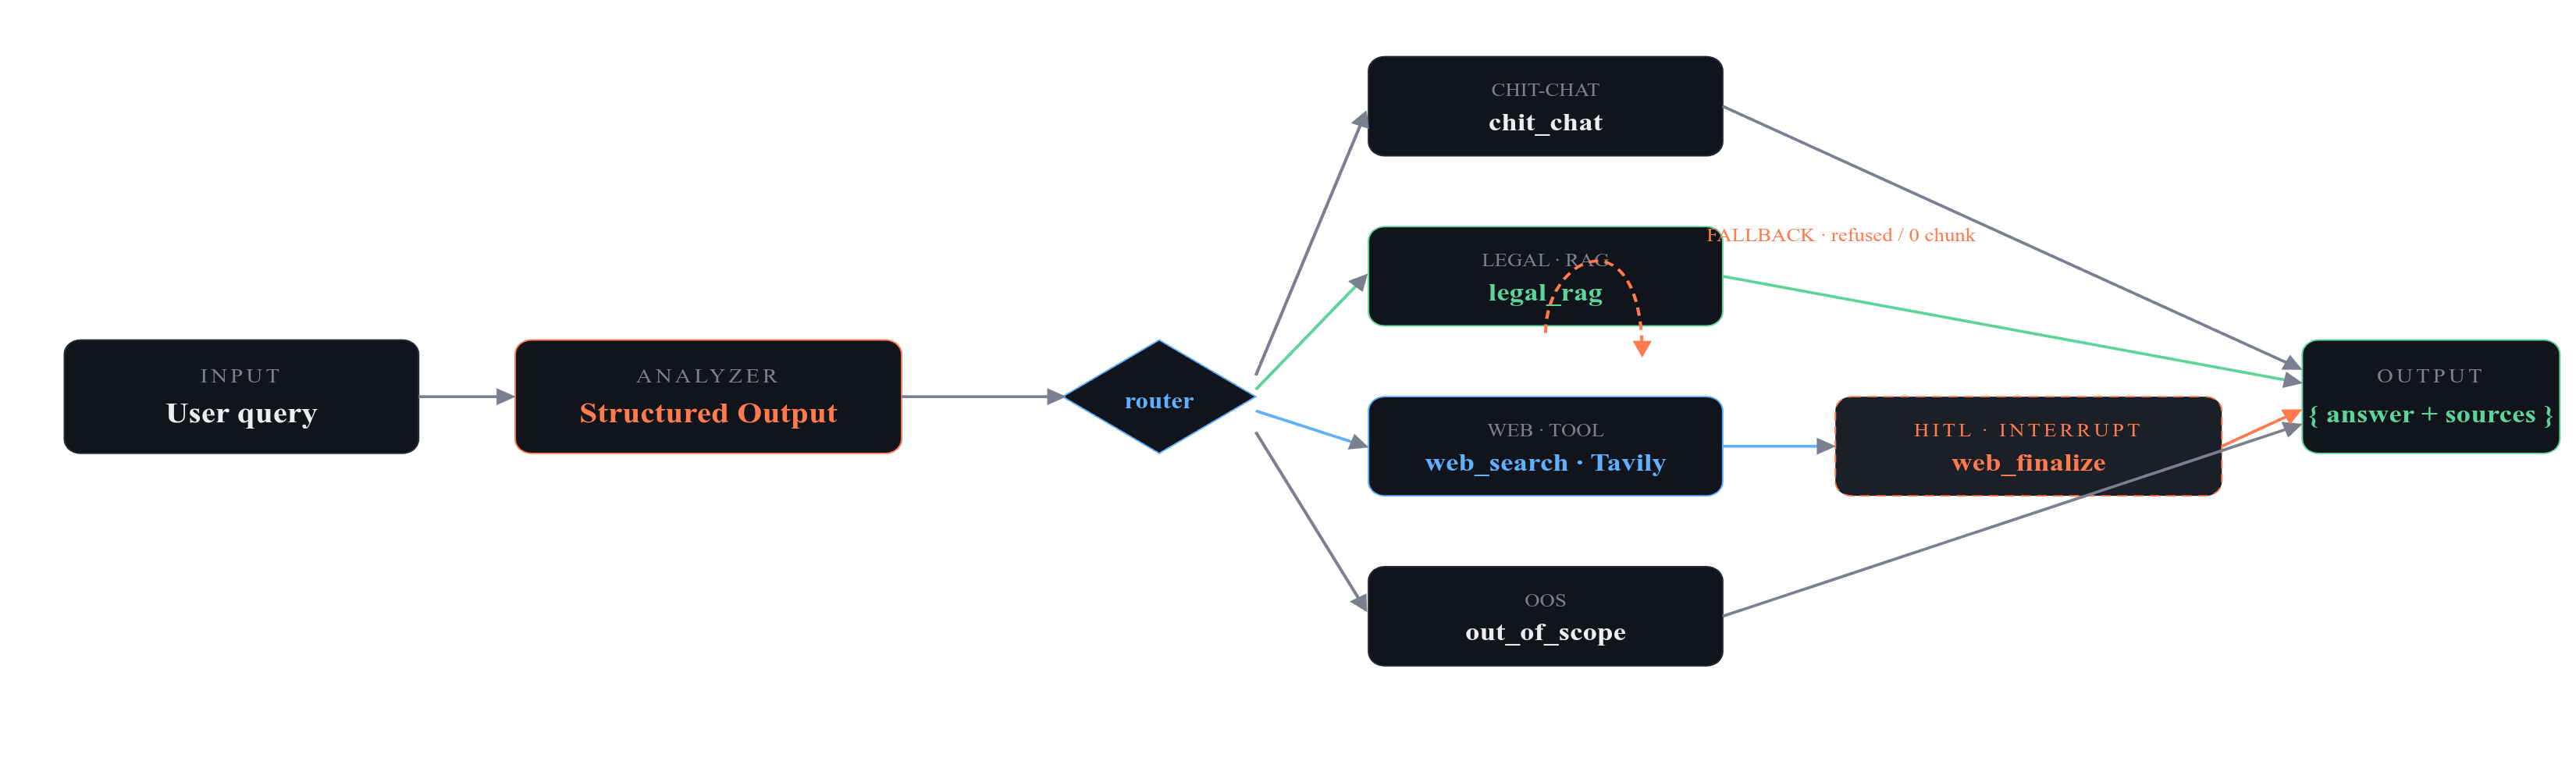 INPUT
User query
ANALYZER
Structured Output
router
CHIT-CHAT
chit_chat
FALLBACK · refused / 0 chunk
LEGAL · RAG
legal_rag
WEB · TOOL
web_search · Tavily
HITL · INTERRUPT
web_finalize
OOS
out_of_scope
OUTPUT
{ answer + sources }